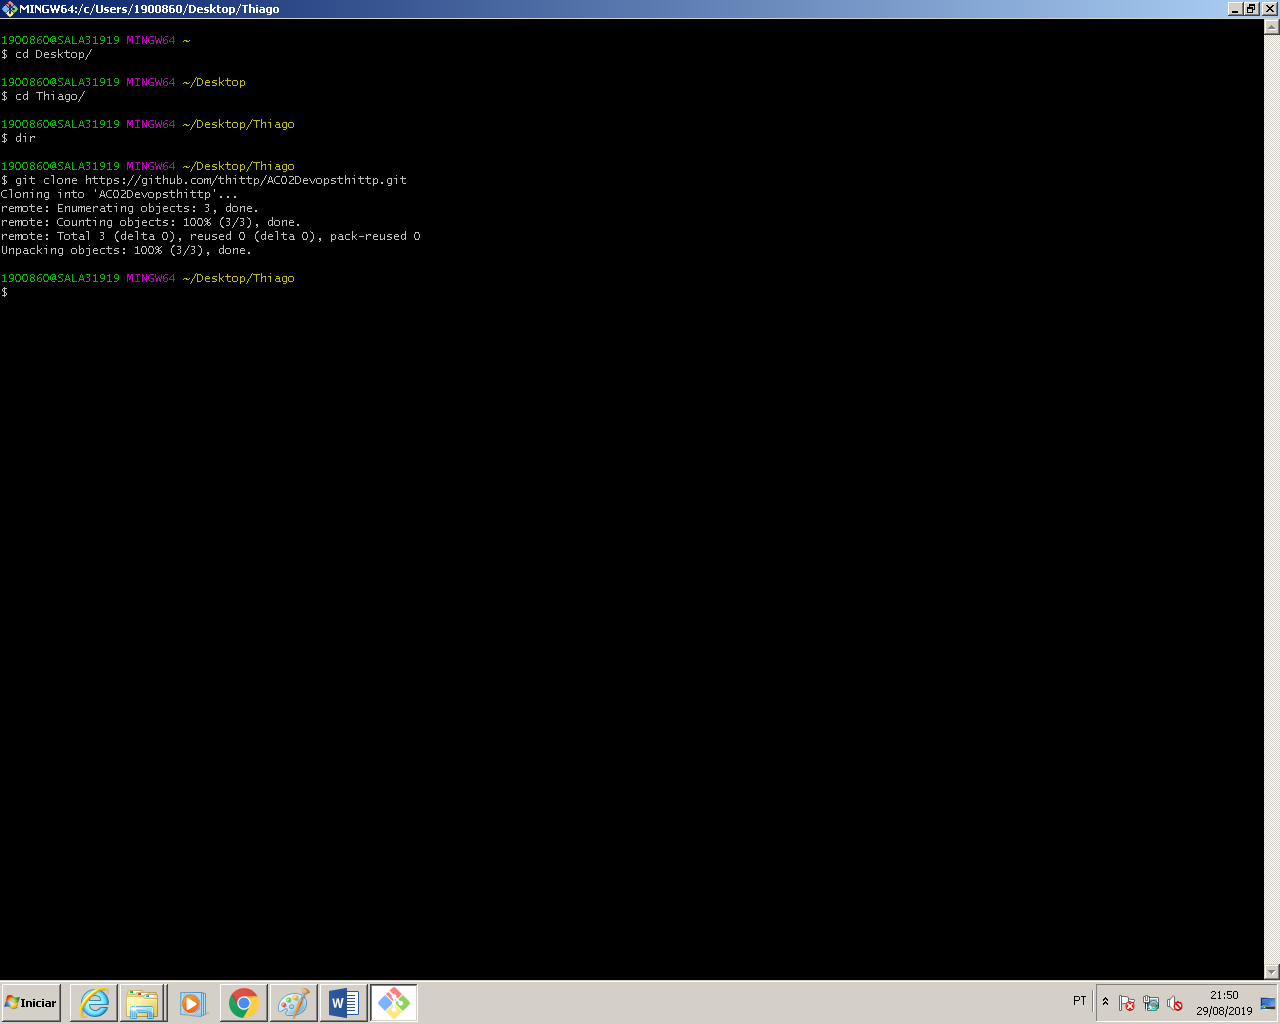 MINGW64:/c/Users/1900860/Desktop/Thiago
1900860@SALA31919 MINGW64 ~
$ cd Desktop/
1900860@SALA31919 MINGW64 ~/Desktop
$ cd Thiago/
1900860@SALA31919 MINGW64 ~/Desktop/Thiago
$ dir
1900860@SALA31919 MINGW64 ~/Desktop/Thiago
$ git clone https://github.com/thittp/AC02Devopsthittp.git
Cloning into 'AC02Devopsthittp'...
remote: Enumerating objects: 3, done.
remote: Counting objects: 100% (3/3), done.
remote: Total 3 (delta 0), reused 0 (delta 0), pack-reused 0
Unpacking objects: 100% (3/3), done.
1900860@SALA31919 MINGW64 ~/Desktop/Thiago
$
Iniciar
PT
21:50
29/08/2019